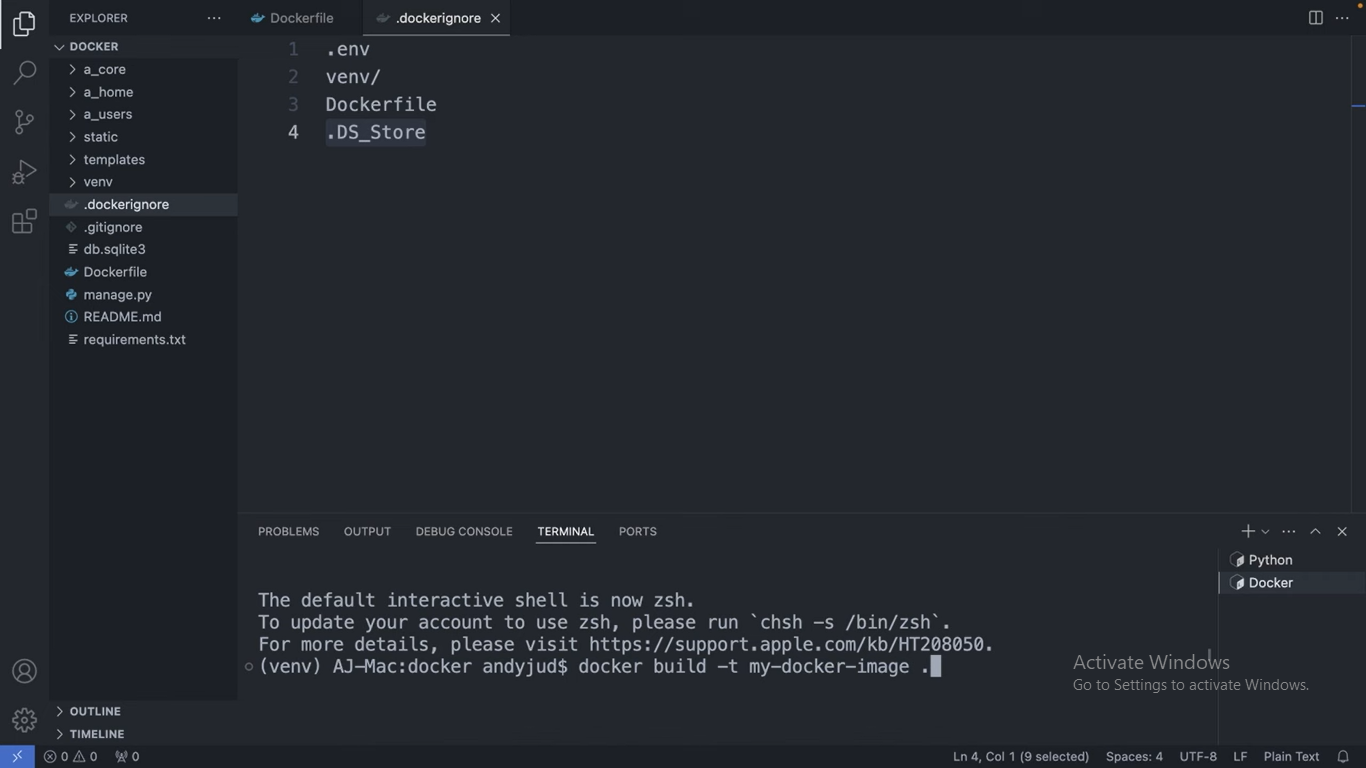 EXPLORER
DOCKER
a_core
a_home
a_users
static
templates
venv
.dockerignore
.gitignore
db.sqlite3
Dockerfile
manage.py
README.md
requirements.txt
OUTLINE
TIMELINE
Dockerfile
.dockerignore
1 .env
2 venv/
3 Dockerfile
4 .DS_Store
PROBLEMS OUTPUT DEBUG CONSOLE TERMINAL PORTS
The default interactive shell is now zsh.
To update your account to use zsh, please run `chsh -s /bin/zsh`.
For more details, please visit https://support.apple.com/kb/HT208050.
(venv) AJ-Mac:docker andyjud$ docker build -t my-docker-image .
Python
Docker
Activate Windows
Go to Settings to activate Windows.
0 0 0 Ln 4, Col 1 (9 selected) Spaces: 4 UTF-8 LF Plain Text